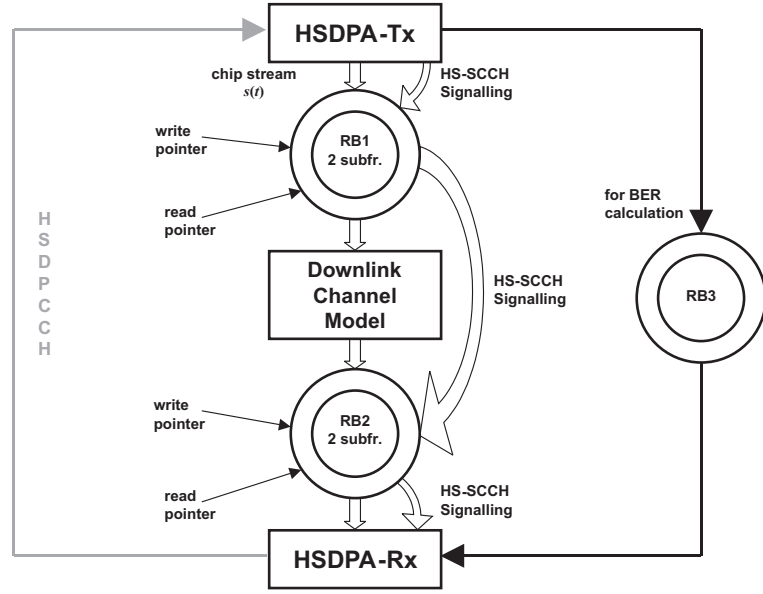 HSDPA-Tx
chip stream
s(t)
HS-SCCH
Signalling
write
pointer
RB1
2 subfr.
read
pointer
for BER
calculation
H
S
D
P
C
C
H
Downlink
Channel
Model
HS-SCCH
Signalling
RB3
write
pointer
RB2
2 subfr.
read
pointer
HS-SCCH
Signalling
HSDPA-Rx